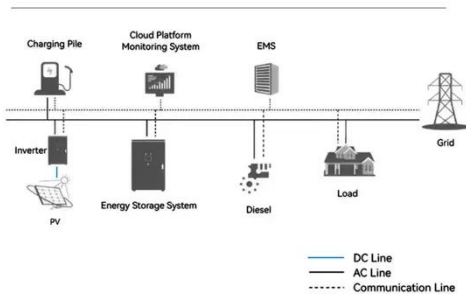 Charging Pile
Cloud Platform
Monitoring System
EMS
Grid
Inverter
PV
Energy Storage System
Diesel
Load
DC Line
AC Line
Communication Line